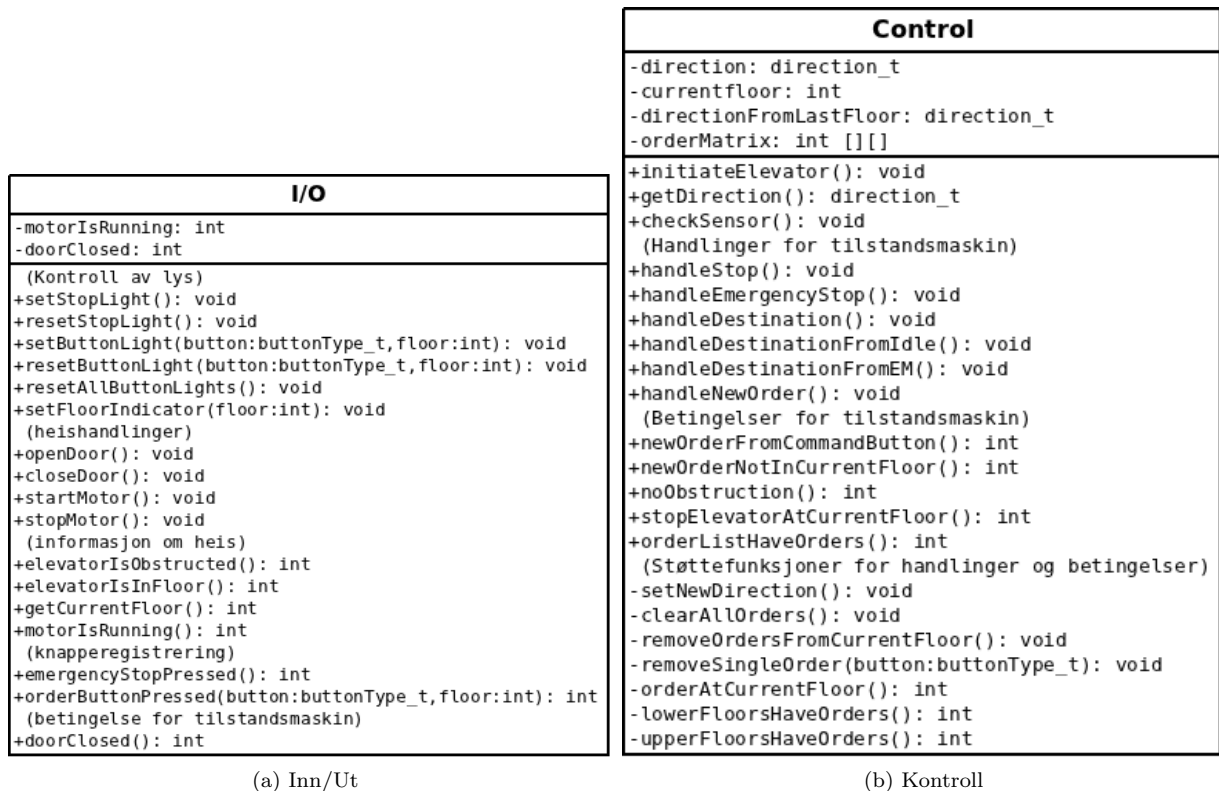 I/O
-motorIsRunning: int
-doorClosed: int
(Kontroll av lys)
+setStopLight(): void
+resetStopLight(): void
+setButtonLight(button:buttonType_t,floor:int): void
+resetButtonLight(button:buttonType_t,floor:int): void
+resetAllButtonLights(): void
+setFloorIndicator(floor:int): void
(heishandlinger)
+openDoor(): void
+closeDoor(): void
+startMotor(): void
+stopMotor(): void
(informasjon om heis)
+elevatorIsObstructed(): int
+elevatorIsInFloor(): int
+getCurrentFloor(): int
+motorIsRunning(): int
(knapperegistrering)
+emergencyStopPressed(): int
+orderButtonPressed(button:buttonType_t,floor:int): int
(betingelse for tilstandsmaskin)
+doorClosed(): int
(a) Inn/Ut
Control
-direction: direction_t
-currentfloor: int
-directionFromLastFloor: direction_t
-orderMatrix: int [][]
+initiateElevator(): void
+getDirection(): direction_t
+checkSensor(): void
(Handlinger for tilstandsmaskin)
+handleStop(): void
+handleEmergencyStop(): void
+handleDestination(): void
+handleDestinationFromIdle(): void
+handleDestinationFromEM(): void
+handleNewOrder(): void
(Betingelser for tilstandsmaskin)
+newOrderFromCommandButton(): int
+newOrderNotInCurrentFloor(): int
+noObstruction(): int
+stopElevatorAtCurrentFloor(): int
+orderListHaveOrders(): int
(Støttefunksjoner for handlinger og betingelser)
-setNewDirection(): void
-clearAllOrders(): void
-removeOrdersFromCurrentFloor(): void
-removeSingleOrder(button:buttonType_t): void
-orderAtCurrentFloor(): int
-lowerFloorsHaveOrders(): int
-upperFloorsHaveOrders(): int
(b) Kontroll